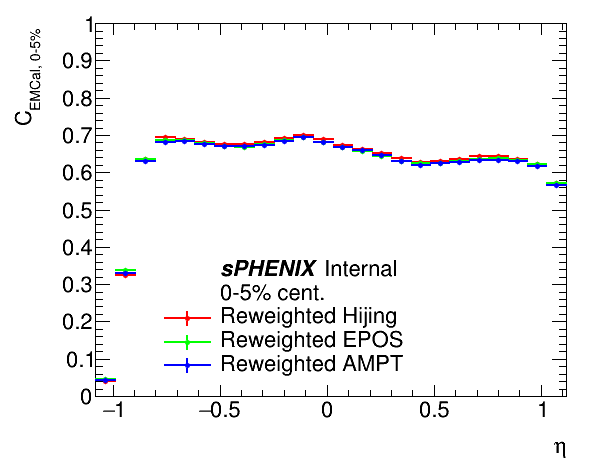 C_EMCal, 0-5%
1
0.9
0.8
0.7
0.6
0.5
0.4
0.3
0.2
0.1
0
sPHENIX Internal
0-5% cent.
Reweighted Hijing
Reweighted EPOS
Reweighted AMPT
−1 −0.5 0 0.5 1
η